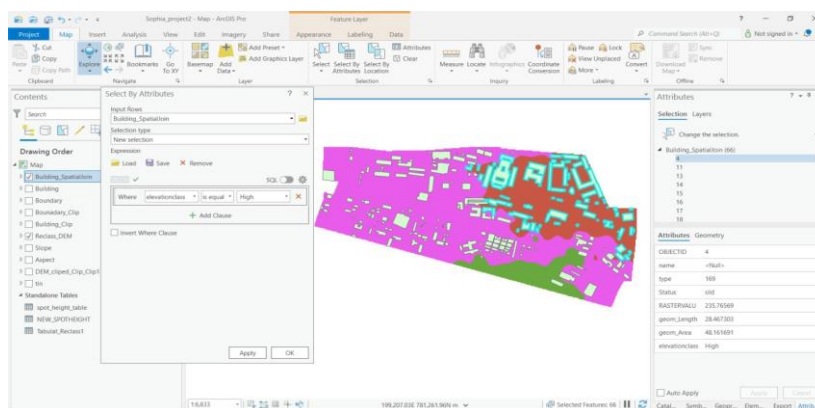 Sophia_project2 - Map - ArcGIS Pro
Feature Layer
Project Map Insert Analysis View Edit Imagery Share Appearance Labeling Data
Command Search (Alt+Q)
Not signed in
Paste
Cut
Copy
Copy Path
Explore
Bookmarks
Go To XY
Basemap
Add Data
Add Preset
Add Graphics Layer
Select
Select By Attributes
Select By Location
Attributes
Clear
Measure
Locate
Infographics
Coordinate Conversion
Pause
Lock
View Unplaced
More
Convert
Download Map
Sync
Remove
Clipboard Navigate Layer Selection Inquiry Labeling Offline
Contents
Search
Drawing Order
Map
Building_SpatialJoin
Building
Boundary
Building_Clip
Reclass_DEM
Slope
Aspect
DEM_cliped_Clip_Clip1
tin
Standalone Tables
spot_height_table
NEW_SPOTHEIGHT
Tabulat_Reclass1
Select By Attributes
Input Rows
Building_SpatialJoin
Selection type
New selection
Expression
Load Save Remove
SQL
Where elevationclass is equal High
Add Clause
Invert Where Clause
Apply OK
1:6,833
199,207.03E 781,261.96N m
Selected Features: 66
Attributes
Selection Layers
Change the selection.
Building_SpatialJoin (66)
4
11
13
14
15
16
17
18
Attributes Geometry
OBJECTID 4
name <Null>
type 169
Status old
RASTERVALU 235.76569
geom_Length 28.467303
geom_Area 48.161691
elevationclass High
Auto Apply
Apply Cancel
Catal... Symb... Geopr... Elem... Export Attrib